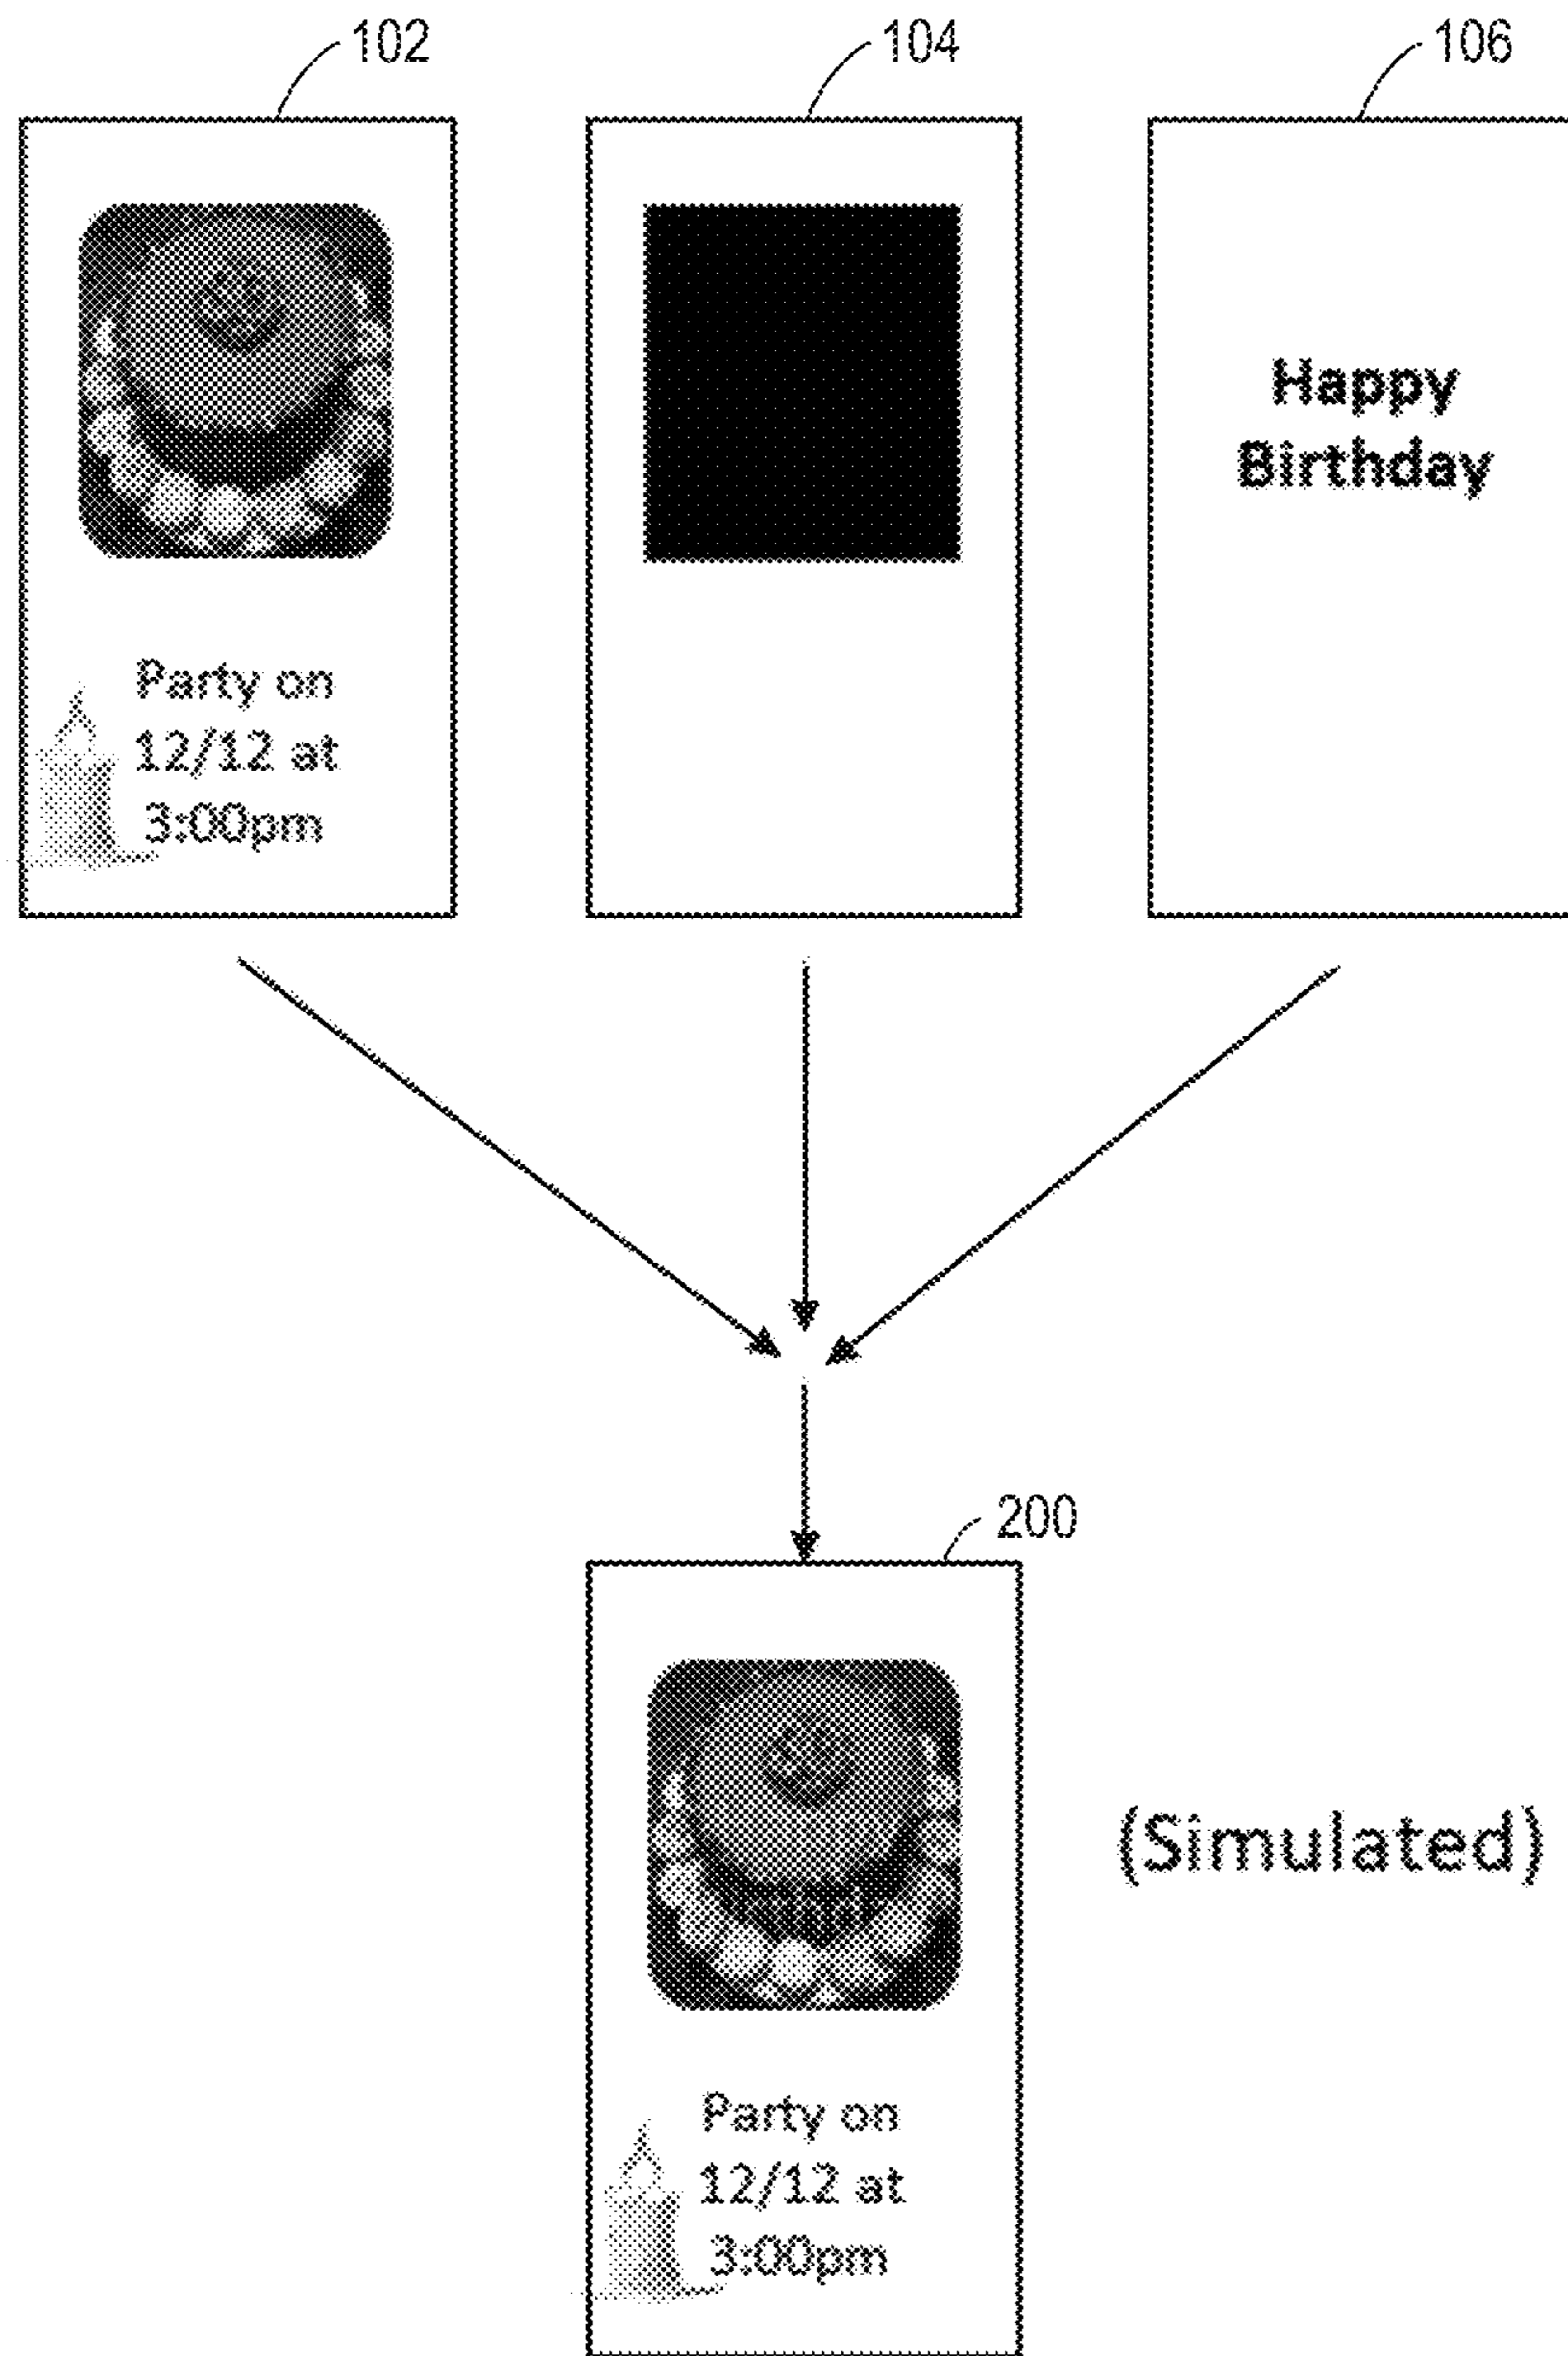 102
104
106
Party on
12/12 at
3:00pm
Happy
Birthday
200
(Simulated)
Party on
12/12 at
3:00pm